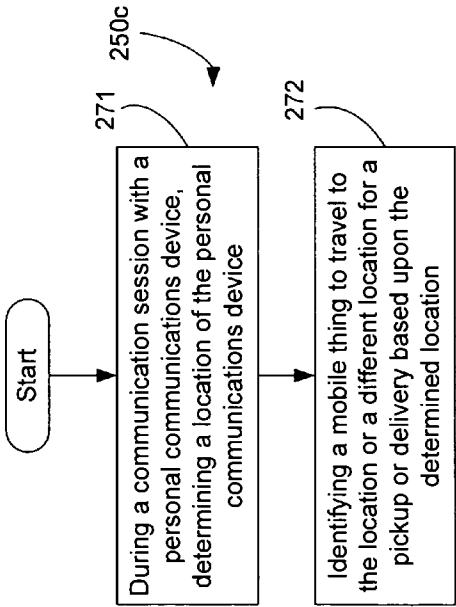 Start
250c
271
During a communication session with a
personal communications device,
determining a location of the personal
communications device
272
Identifying a mobile thing to travel to
the location or a different location for a
pickup or delivery based upon the
determined location